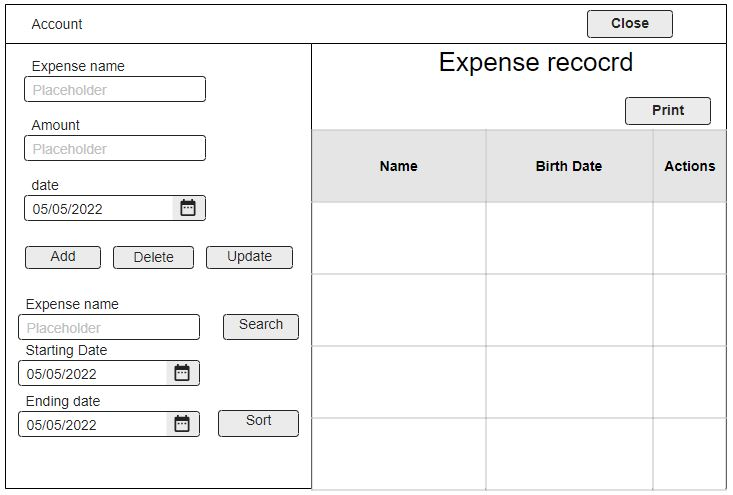 Account
Close
Expense name
Placeholder
Amount
Placeholder
date
05/05/2022
Add
Delete
Update
Expense name
Placeholder
Search
Starting Date
05/05/2022
Ending date
05/05/2022
Sort
Expense recocrd
Print
Name
Birth Date
Actions